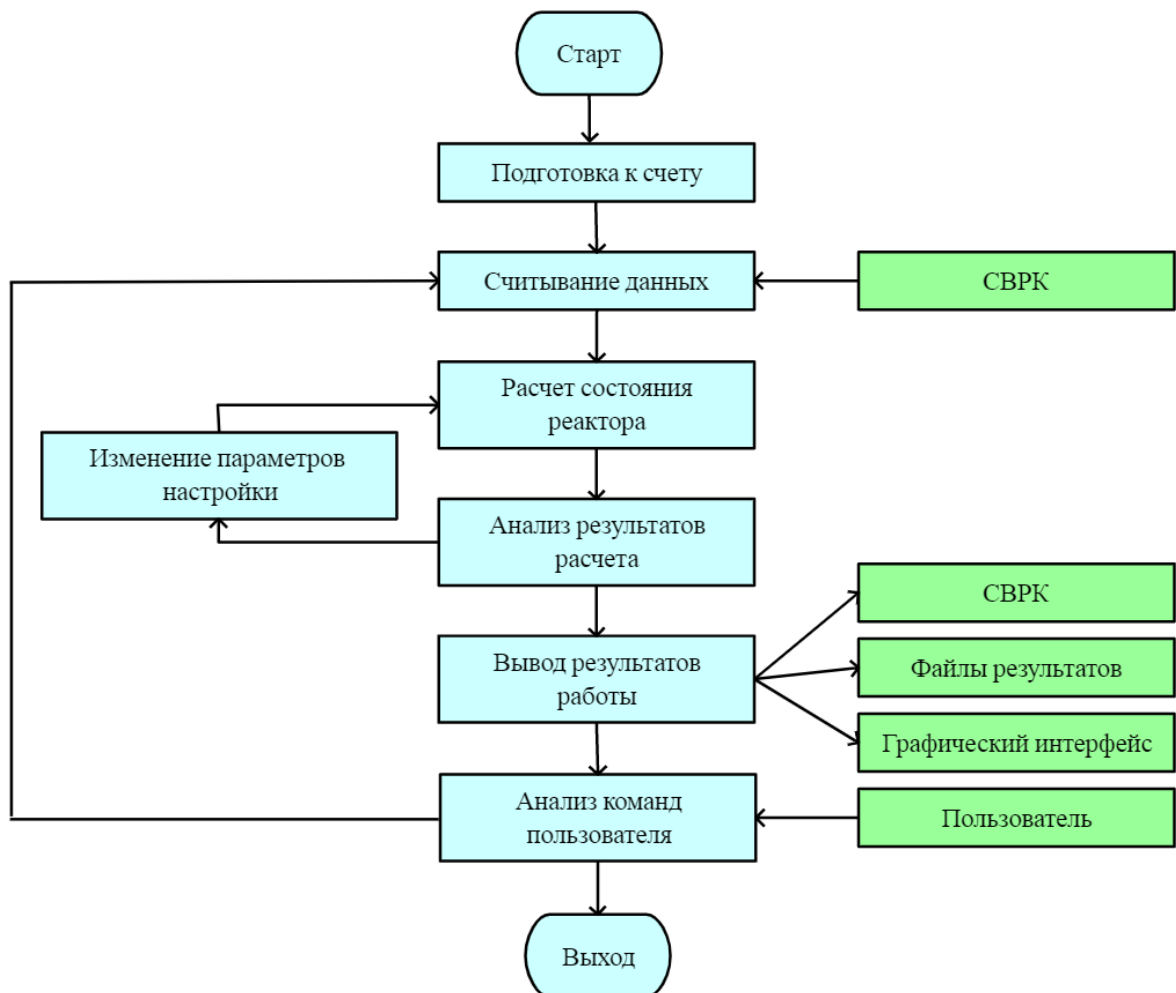 Старт
Подготовка к счету
Считывание данных
СВРК
Расчет состояния
реактора
Изменение параметров
настройки
Анализ результатов
расчета
СВРК
Вывод результатов
работы
Файлы результатов
Графический интерфейс
Анализ команд
пользователя
Пользователь
Выход